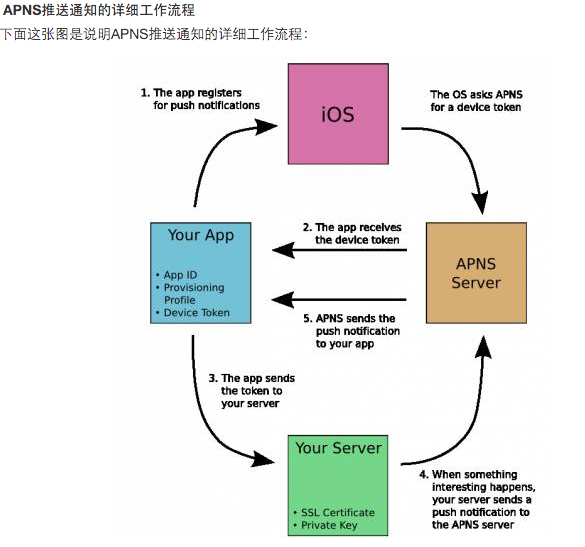 APNS推送通知的详细工作流程
下面这张图是说明APNS推送通知的详细工作流程：
1. The app registers
for push notifications
iOS
The OS asks APNS
for a device token
Your App
• App ID
• Provisioning
Profile
• Device Token
2. The app receives
the device token
APNS
Server
5. APNS sends the
push notification
to your app
3. The app sends
the token to
your server
Your Server
• SSL Certificate
• Private Key
4. When something
interesting happens,
your server sends a
push notification to
the APNS server